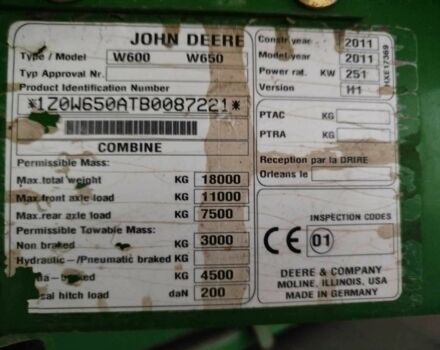 JOHN DEERE
Type / Model W600 W650
Typ Approval Nr.
Product Identification Number
*1Z0W650ATB0087221*
COMBINE
Permissible Mass:
Max.total weight KG 18000
Max.front axle load KG 11000
Max.rear axle load KG 7500
Permissible Towable Mass:
Non braked KG 3000
Hydraulic-/Pneumatic braked KG
-braked KG 4500
hitch load daN 200
Constr.year 2011
Model.year 2011
Power rat. KW 251
Version H1
HXE17369
PTAC KG
PTRA KG
Reception par la DRIRE
Orleans le
INSPECTION CODES
CE 01
DEERE & COMPANY
MOLINE, ILLINOIS, USA
MADE IN GERMANY